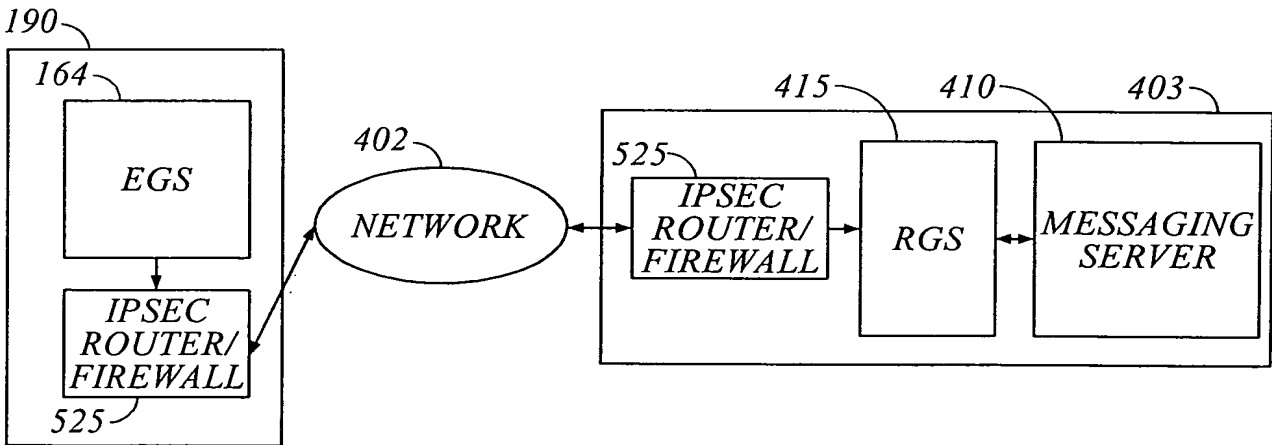 190
164
EGS
IPSEC
ROUTER/
FIREWALL
525
402
NETWORK
415
410
403
525
IPSEC
ROUTER/
FIREWALL
RGS
MESSAGING
SERVER